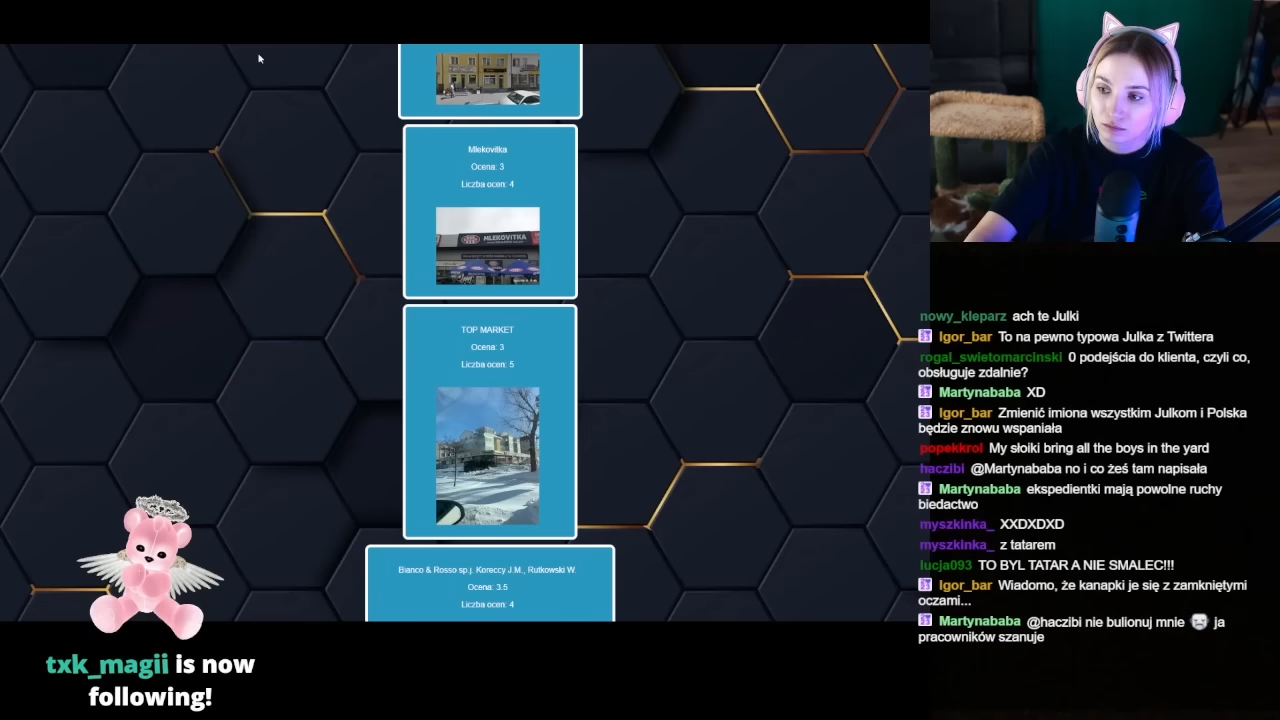 Mlekovitka
Ocena: 3
Liczba ocen: 4
MLEKOVITKA
TOP MARKET
Ocena: 3
Liczba ocen: 5
Bianco & Rosso sp.j. Koreccy J.M., Rutkowski W.
Ocena: 3.5
Liczba ocen: 4
nowy_kleparz ach te Julki
Igor_bar To na pewno typowa Julka z Twittera
rogal_swietomarcinski 0 podejścia do klienta, czyli co,
obsługuje zdalnie?
Martynababa XD
Igor_bar Zmienić imiona wszystkim Julkom i Polska
będzie znowu wspaniała
popekkrol My słoiki bring all the boys in the yard
haczibi @Martynababa no i co żeś tam napisała
Martynababa ekspedientki mają powolne ruchy
biedactwo
myszkinka_ XXDXDXD
myszkinka_ z tatarem
lucja093 TO BYL TATAR A NIE SMALEC!!!
Igor_bar Wiadomo, że kanapki je się z zamkniętymi
oczami...
Martynababa @haczibi nie bulionuj mnie ja
pracowników szanuje
txk_magii is now
following!